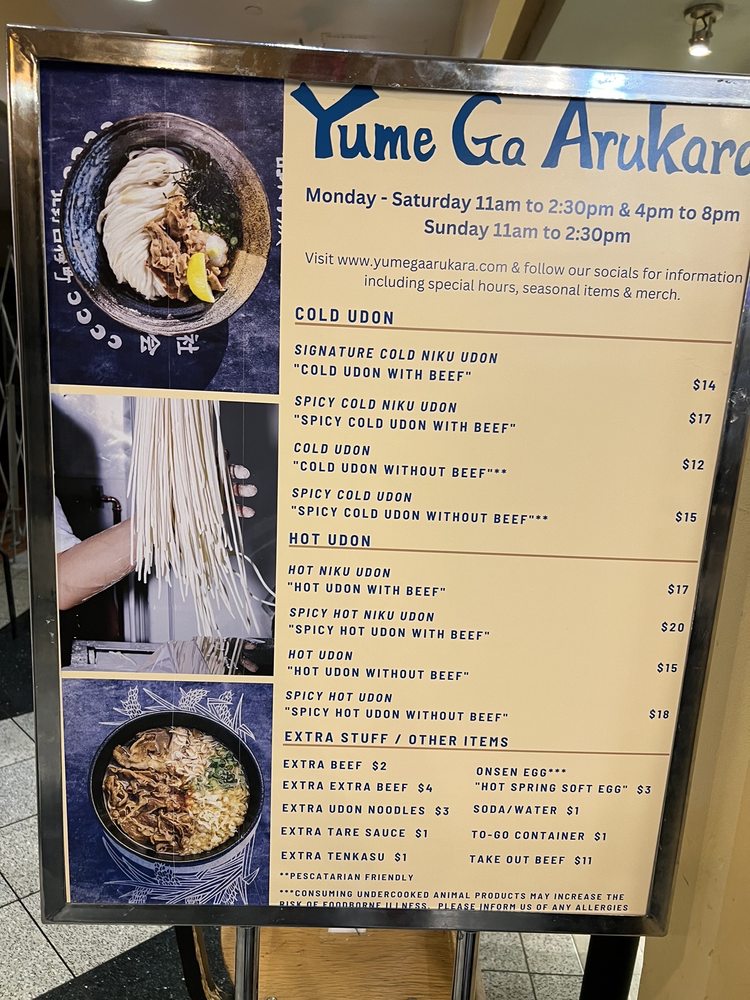 Yume Ga Arukara
Monday - Saturday 11am to 2:30pm & 4pm to 8pm
Sunday 11am to 2:30pm
Visit www.yumegaarukara.com & follow our socials for information
including special hours, seasonal items & merch.
COLD UDON
SIGNATURE COLD NIKU UDON
"COLD UDON WITH BEEF" $14
SPICY COLD NIKU UDON
"SPICY COLD UDON WITH BEEF" $17
COLD UDON
"COLD UDON WITHOUT BEEF"** $12
SPICY COLD UDON
"SPICY COLD UDON WITHOUT BEEF"** $15
HOT UDON
HOT NIKU UDON
"HOT UDON WITH BEEF" $17
SPICY HOT NIKU UDON
"SPICY HOT UDON WITH BEEF" $20
HOT UDON
"HOT UDON WITHOUT BEEF" $15
SPICY HOT UDON
"SPICY HOT UDON WITHOUT BEEF" $18
EXTRA STUFF / OTHER ITEMS
EXTRA BEEF $2
EXTRA EXTRA BEEF $4
EXTRA UDON NOODLES $3
EXTRA TARE SAUCE $1
EXTRA TENKASU $1
ONSEN EGG***
"HOT SPRING SOFT EGG" $3
SODA/WATER $1
TO-GO CONTAINER $1
TAKE OUT BEEF $11
**PESCATARIAN FRIENDLY
***CONSUMING UNDERCOOKED ANIMAL PRODUCTS MAY INCREASE THE
RISK OF FOODBORNE ILLNESS. PLEASE INFORM US OF ANY ALLERGIES
社会